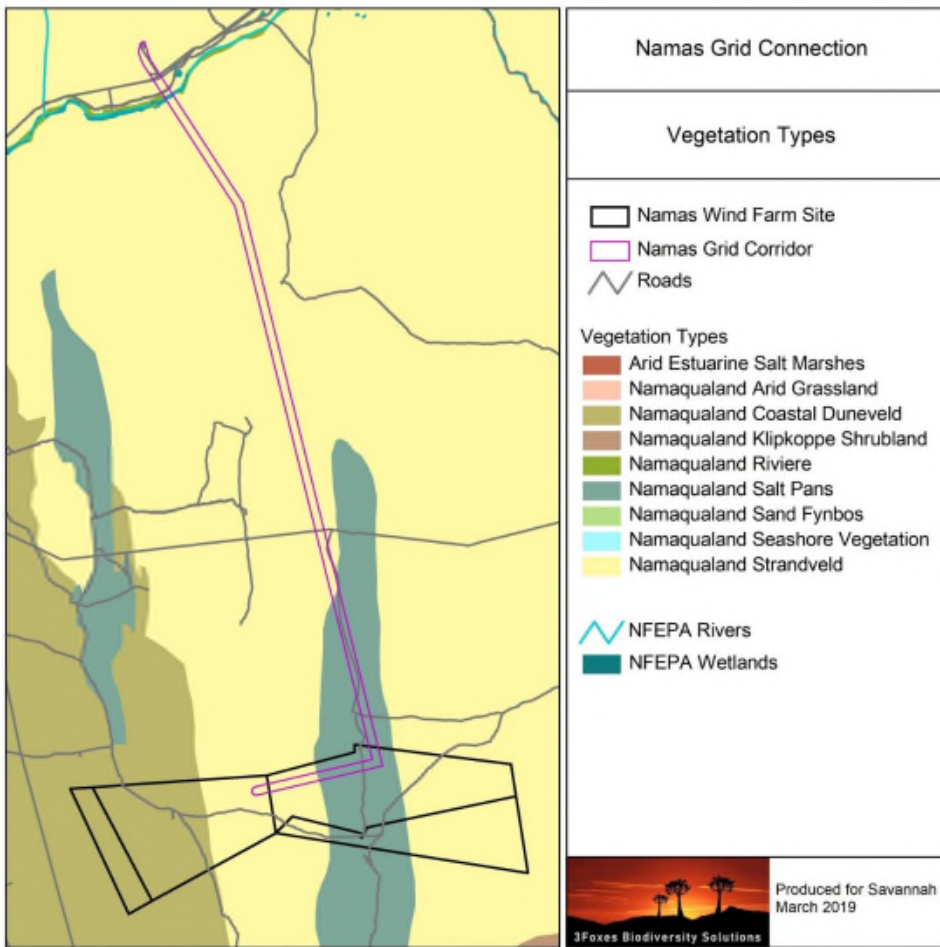 Namas Grid Connection
Vegetation Types
Namas Wind Farm Site
Namas Grid Corridor
Roads
Vegetation Types
Arid Estuarine Salt Marshes
Namaqualand Arid Grassland
Namaqualand Coastal Duneveld
Namaqualand Klipkoppe Shrubland
Namaqualand Riviere
Namaqualand Salt Pans
Namaqualand Sand Fynbos
Namaqualand Seashore Vegetation
Namaqualand Strandveld
NFEPA Rivers
NFEPA Wetlands
3Foxes Biodiversity Solutions
Produced for Savannah
March 2019